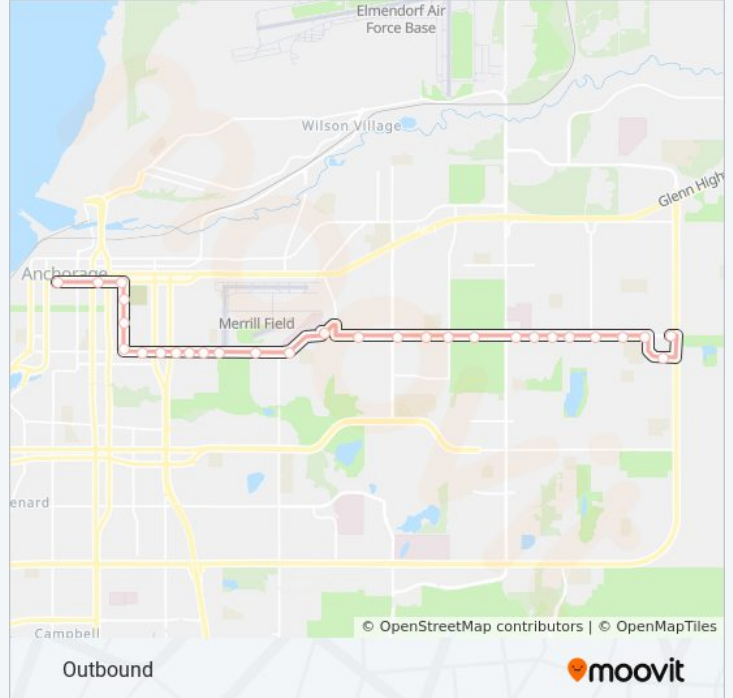 Elmendorf Air
Force Base
Wilson Village
Glenn High
Anchorage
Merrill Field
enard
Campbell
© OpenStreetMap contributors | © OpenMapTiles
Outbound
moovit